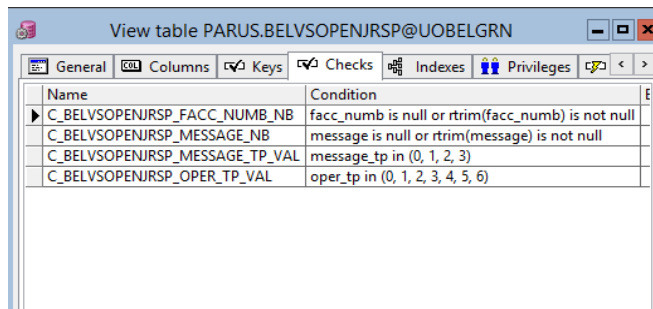 View table PARUS.BELVSOPENJRSP@UOBELGRN
General Columns Keys Checks Indexes Privileges
Name Condition
C_BELVSOPENJRSP_FACC_NUMB_NB facc_numb is null or rtrim(facc_numb) is not null
C_BELVSOPENJRSP_MESSAGE_NB message is null or rtrim(message) is not null
C_BELVSOPENJRSP_MESSAGE_TP_VAL message_tp in (0, 1, 2, 3)
C_BELVSOPENJRSP_OPER_TP_VAL oper_tp in (0, 1, 2, 3, 4, 5, 6)